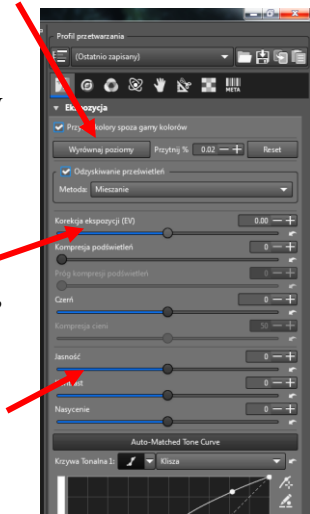 Profil przetwarzania
(Ostatnio zapisany)
META
Ekspozycja
kolory spoza gamy kolorów
Wyrównaj poziomy Przytnij % 0.02 Reset
Odzyskiwanie prześwietleń
Metoda: Mieszanie
Korekcja ekspozycji (EV) 0.00
Kompresja podświetleń 0
Próg kompresji podświetleń 0
Czerń 0
Kompresja cieni 50
Jasność 0
0
Nasycenie 0
Auto-Matched Tone Curve
Krzywa Tonalna 1: Klisza